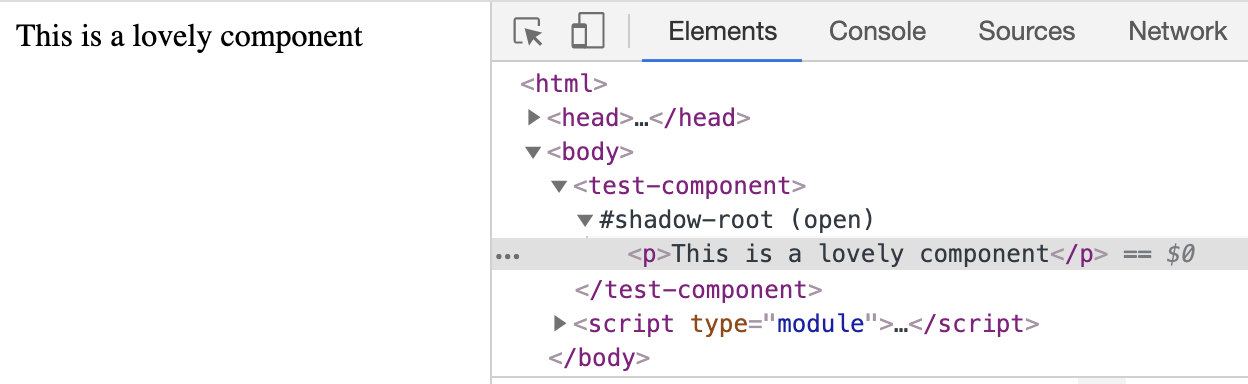 This is a lovely component
Elements Console Sources Network
<html>
<head>…</head>
<body>
<test-component>
#shadow-root (open)
… <p>This is a lovely component</p> == $0
</test-component>
<script type="module">…</script>
</body>